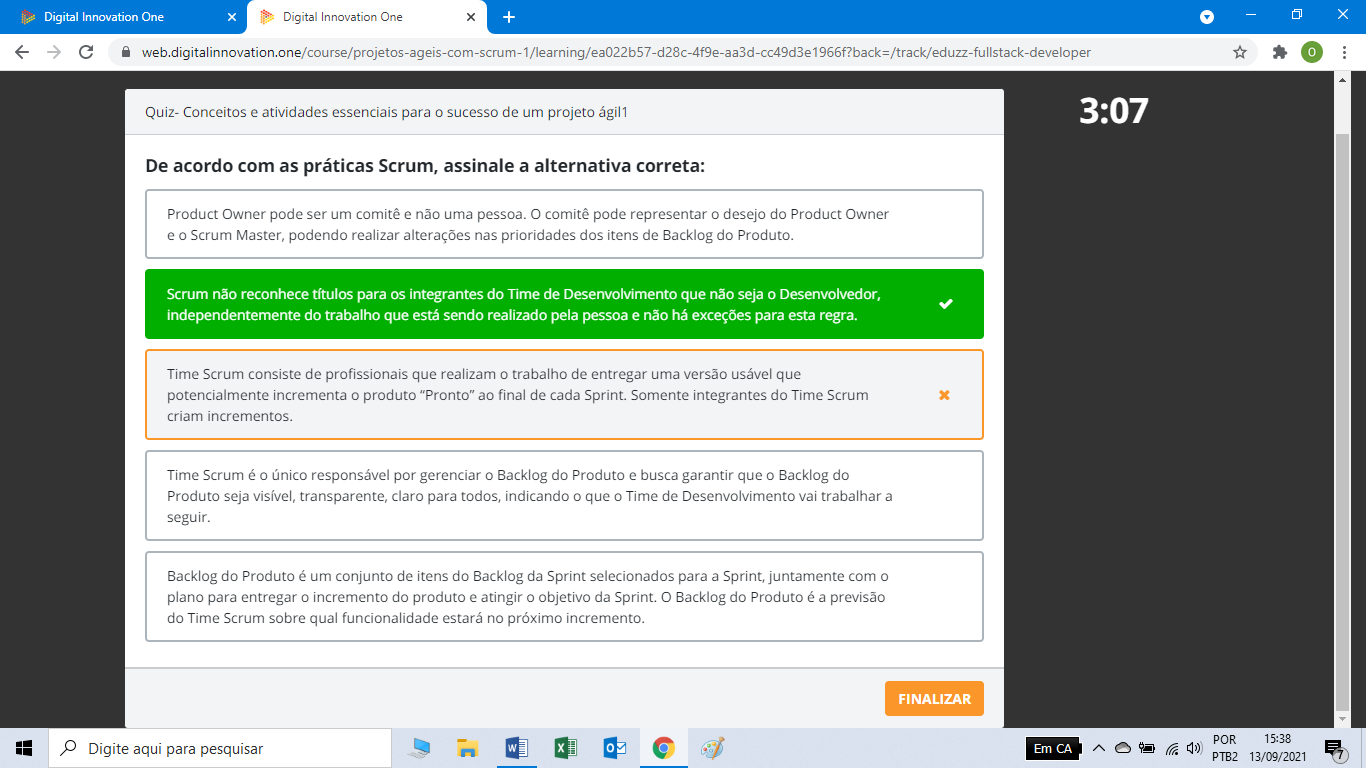 Digital Innovation One
Digital Innovation One
web.digitalinnovation.one/course/projetos-ageis-com-scrum-1/learning/ea022b57-d28c-4f9e-aa3d-cc49d3e1966f?back=/track/eduzz-fullstack-developer
O
Quiz- Conceitos e atividades essenciais para o sucesso de um projeto ágil1
3:07
De acordo com as práticas Scrum, assinale a alternativa correta:
Product Owner pode ser um comitê e não uma pessoa. O comitê pode representar o desejo do Product Owner
e o Scrum Master, podendo realizar alterações nas prioridades dos itens de Backlog do Produto.
Scrum não reconhece títulos para os integrantes do Time de Desenvolvimento que não seja o Desenvolvedor,
independentemente do trabalho que está sendo realizado pela pessoa e não há exceções para esta regra.
Time Scrum consiste de profissionais que realizam o trabalho de entregar uma versão usável que
potencialmente incrementa o produto “Pronto” ao final de cada Sprint. Somente integrantes do Time Scrum
criam incrementos.
Time Scrum é o único responsável por gerenciar o Backlog do Produto e busca garantir que o Backlog do
Produto seja visível, transparente, claro para todos, indicando o que o Time de Desenvolvimento vai trabalhar a
seguir.
Backlog do Produto é um conjunto de itens do Backlog da Sprint selecionados para a Sprint, juntamente com o
plano para entregar o incremento do produto e atingir o objetivo da Sprint. O Backlog do Produto é a previsão
do Time Scrum sobre qual funcionalidade estará no próximo incremento.
FINALIZAR
Digite aqui para pesquisar
Em CA
POR
PTB2
15:38
13/09/2021
7